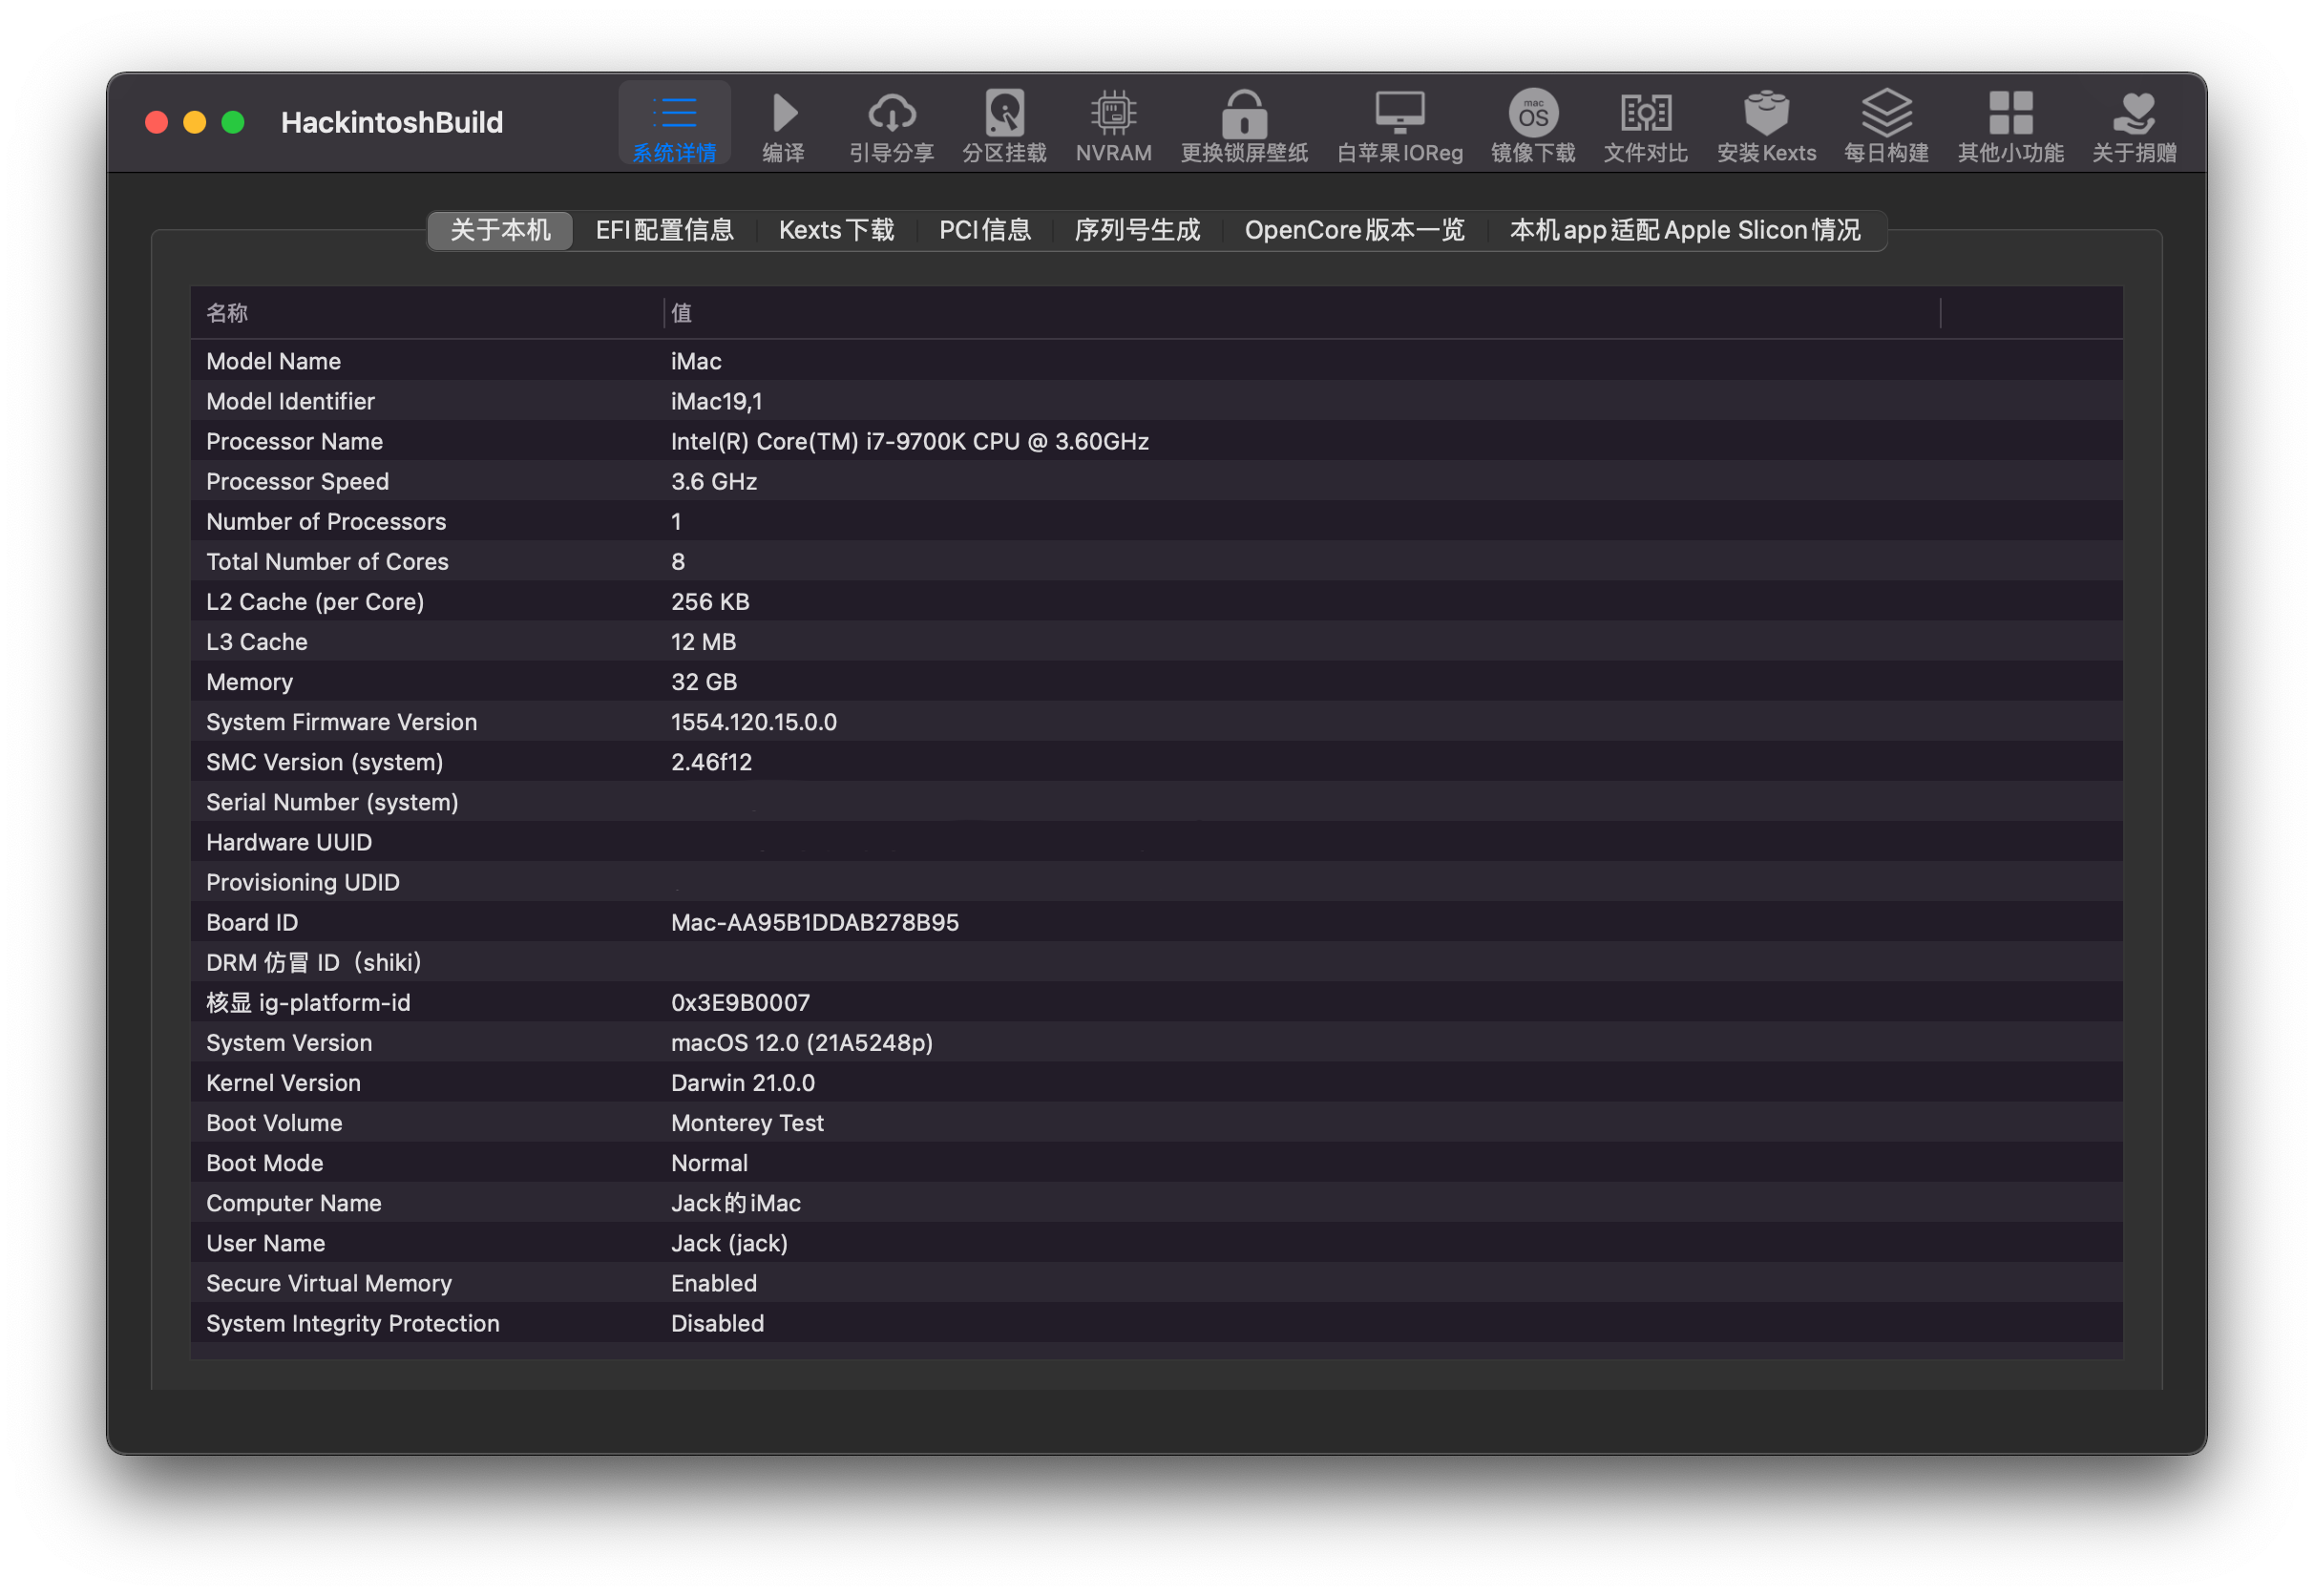 HackintoshBuild
系统详情 编译 引导分享 分区挂载 NVRAM 更换锁屏壁纸 白苹果IOReg mac OS 镜像下载 文件对比 安装Kexts 每日构建 其他小功能 关于捐赠
关于本机 EFI配置信息 Kexts下载 PCI信息 序列号生成 OpenCore版本一览 本机app适配Apple Slicon情况
名称 值
Model Name iMac
Model Identifier iMac19,1
Processor Name Intel(R) Core(TM) i7-9700K CPU @ 3.60GHz
Processor Speed 3.6 GHz
Number of Processors 1
Total Number of Cores 8
L2 Cache (per Core) 256 KB
L3 Cache 12 MB
Memory 32 GB
System Firmware Version 1554.120.15.0.0
SMC Version (system) 2.46f12
Serial Number (system)
Hardware UUID
Provisioning UDID
Board ID Mac-AA95B1DDAB278B95
DRM 仿冒 ID（shiki）
核显 ig-platform-id 0x3E9B0007
System Version macOS 12.0 (21A5248p)
Kernel Version Darwin 21.0.0
Boot Volume Monterey Test
Boot Mode Normal
Computer Name Jack的iMac
User Name Jack (jack)
Secure Virtual Memory Enabled
System Integrity Protection Disabled